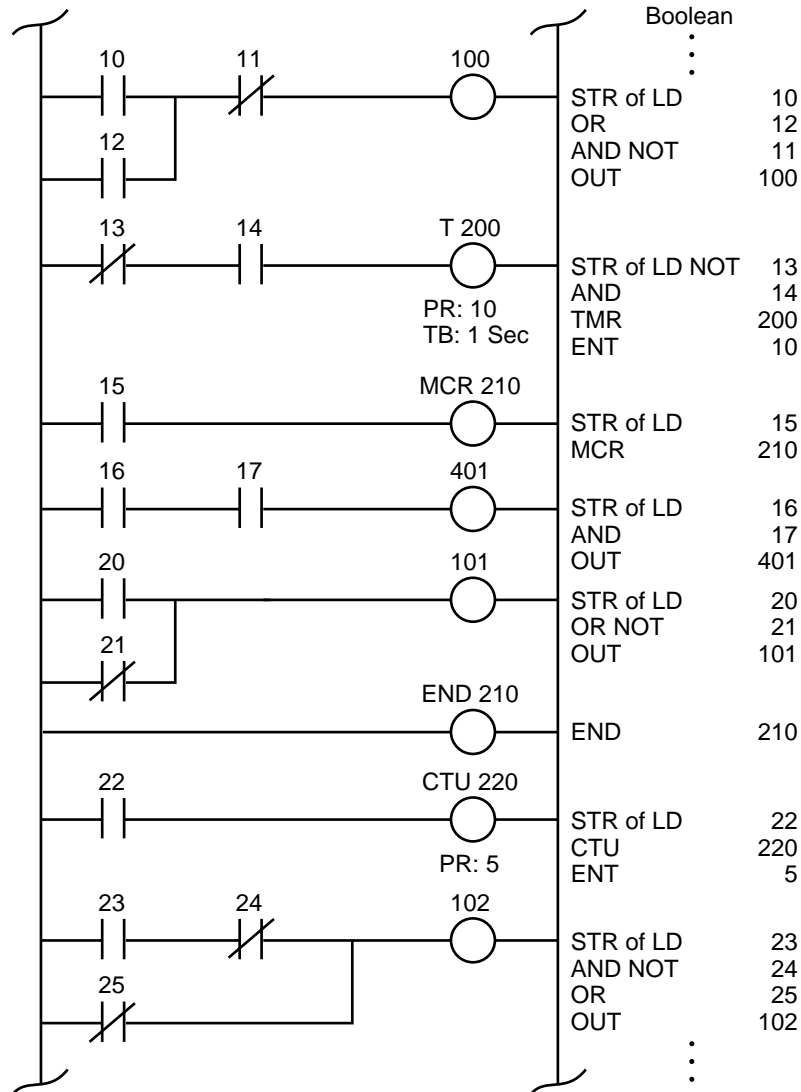 Boolean
10 11 100
STR of LD 10
OR 12
12
AND NOT 11
OUT 100
13 14 T 200
STR of LD NOT 13
AND 14
PR: 10
TMR 200
TB: 1 Sec
ENT 10
15 MCR 210
STR of LD 15
MCR 210
16 17 401
STR of LD 16
AND 17
OUT 401
20 101
STR of LD 20
OR NOT 21
21
OUT 101
END 210
END 210
22 CTU 220
STR of LD 22
CTU 220
PR: 5
ENT 5
23 24 102
STR of LD 23
AND NOT 24
25
OR 25
OUT 102